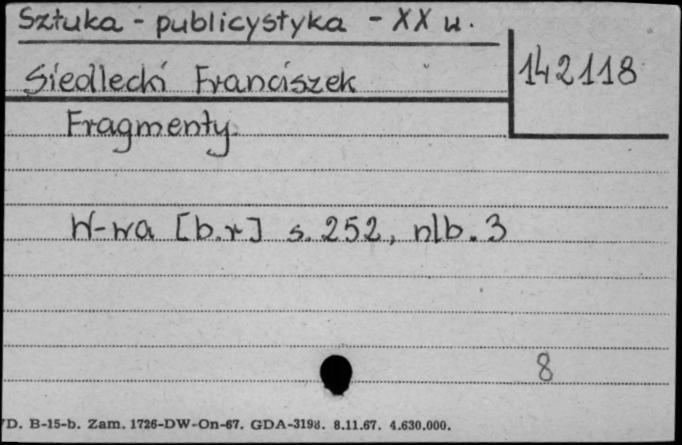 Sztuka - publicystyka - XX w.
142118
Siedlecki Franciszek
Fragmenty.
W-wa [b.r] s. 252, nlb. 3
8
D. B-15-b. Zam. 1726-DW-On-67. GDA-3198. 8.11.67. 4.630.000.